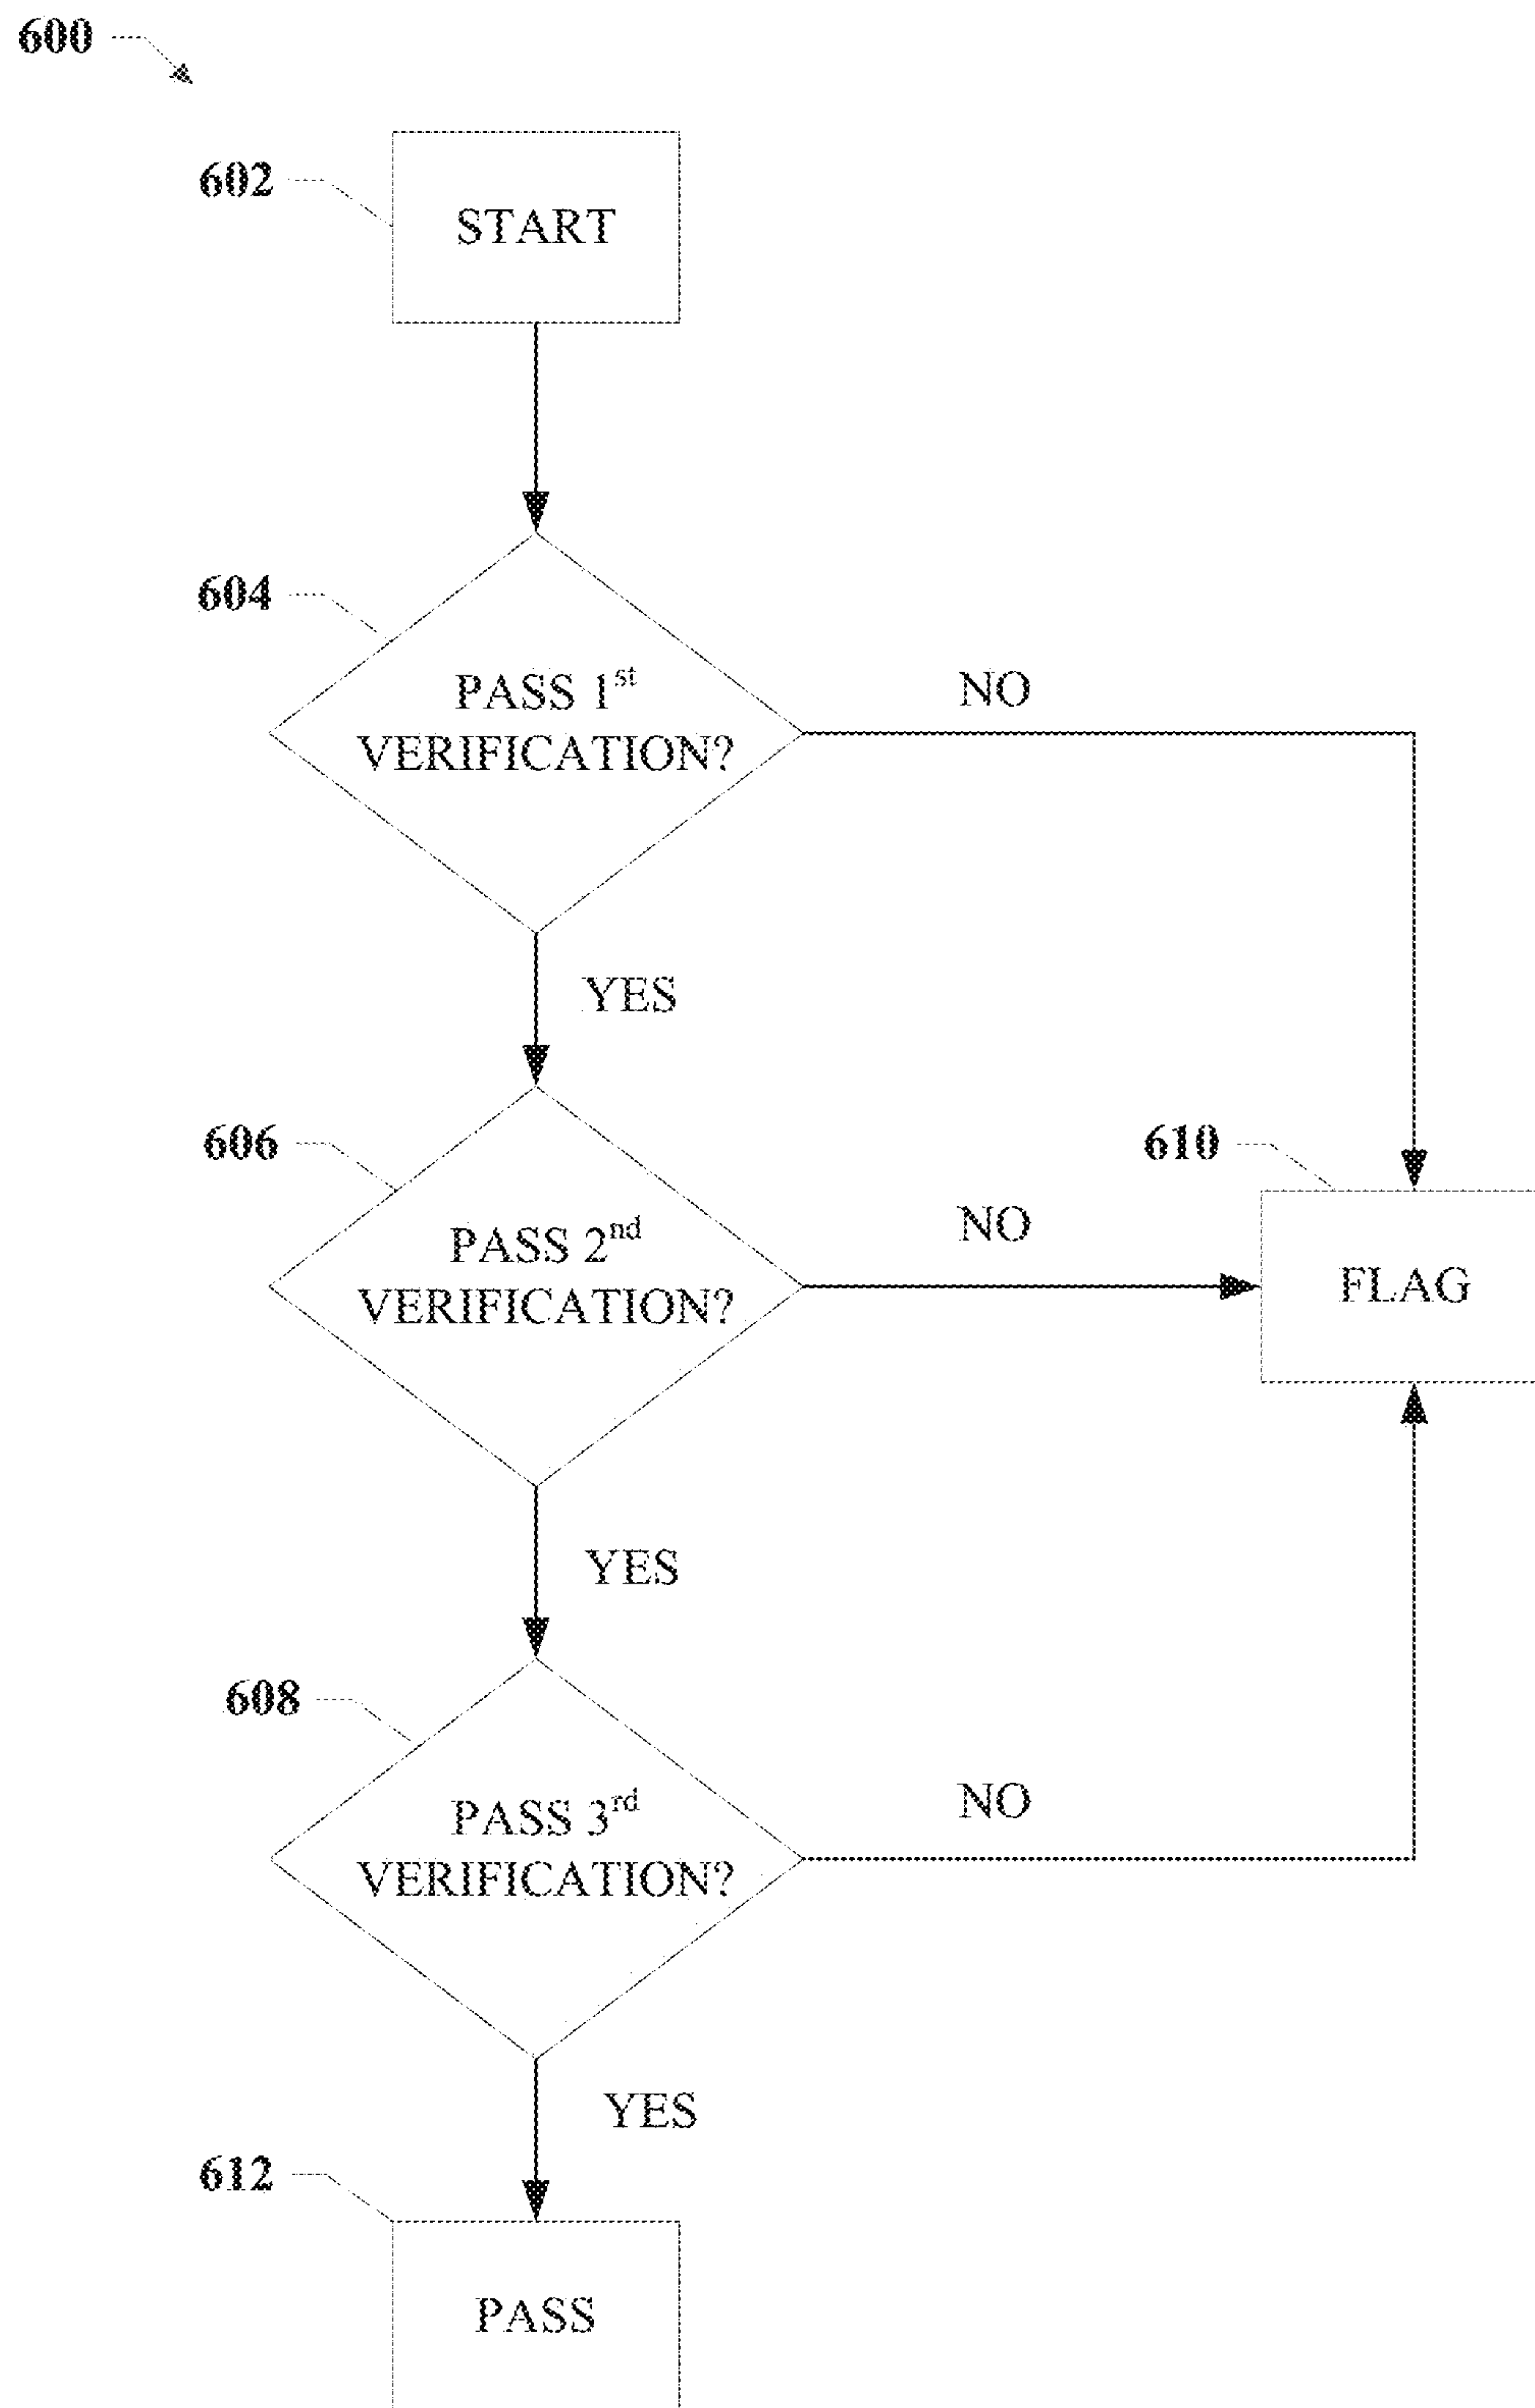 600
602
START
604
PASS 1st
VERIFICATION?
NO
YES
606
610
PASS 2nd
VERIFICATION?
NO
FLAG
YES
608
PASS 3rd
VERIFICATION?
NO
YES
612
PASS